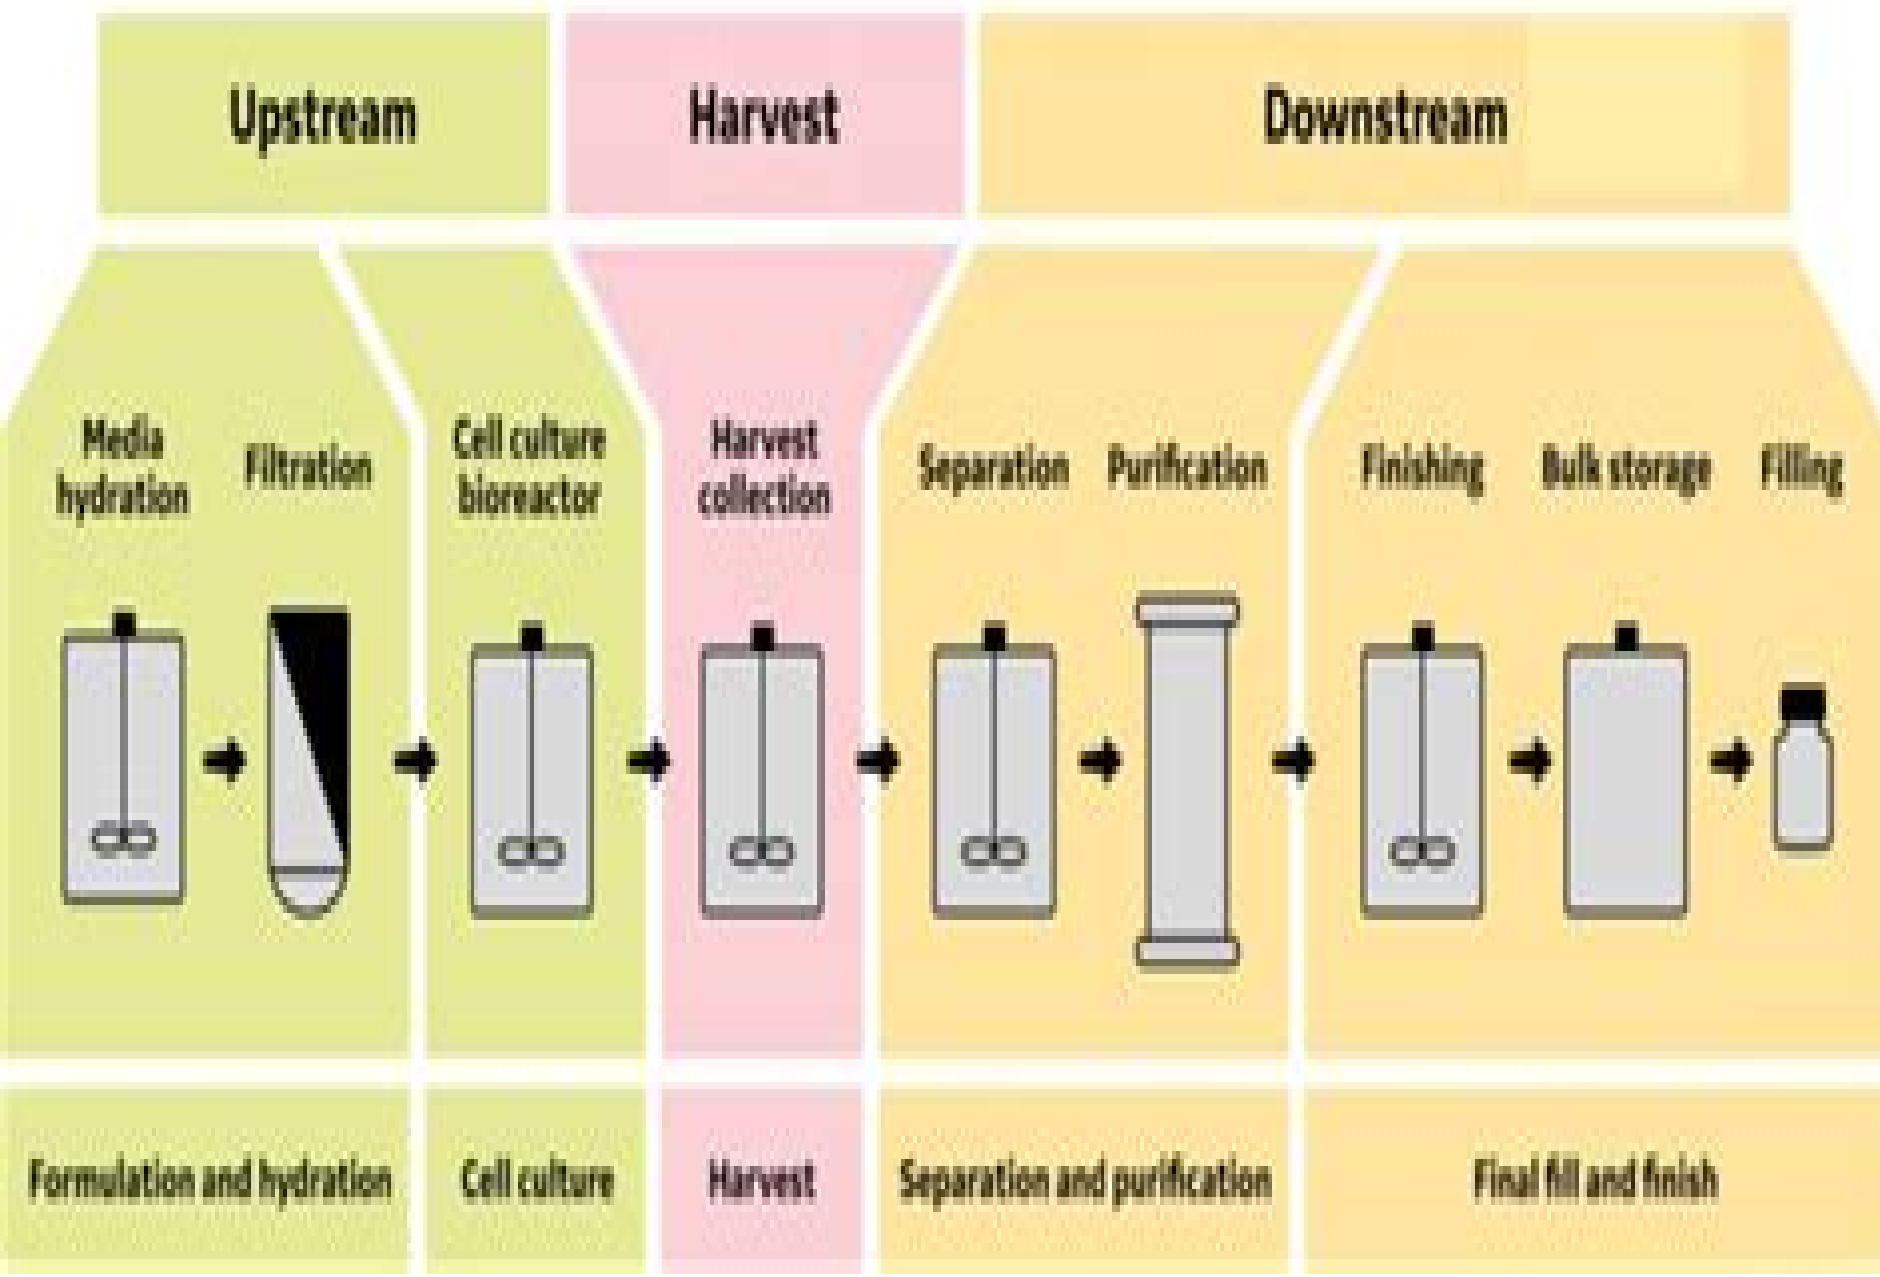 Upstream
Harvest
Downstream
Media
hydration
Filtration
Cell culture
bioreactor
Harvest
collection
Separation
Purification
Finishing
Bulk storage
Filling
Formulation and hydration
Cell culture
Harvest
Separation and purification
Final fill and finish